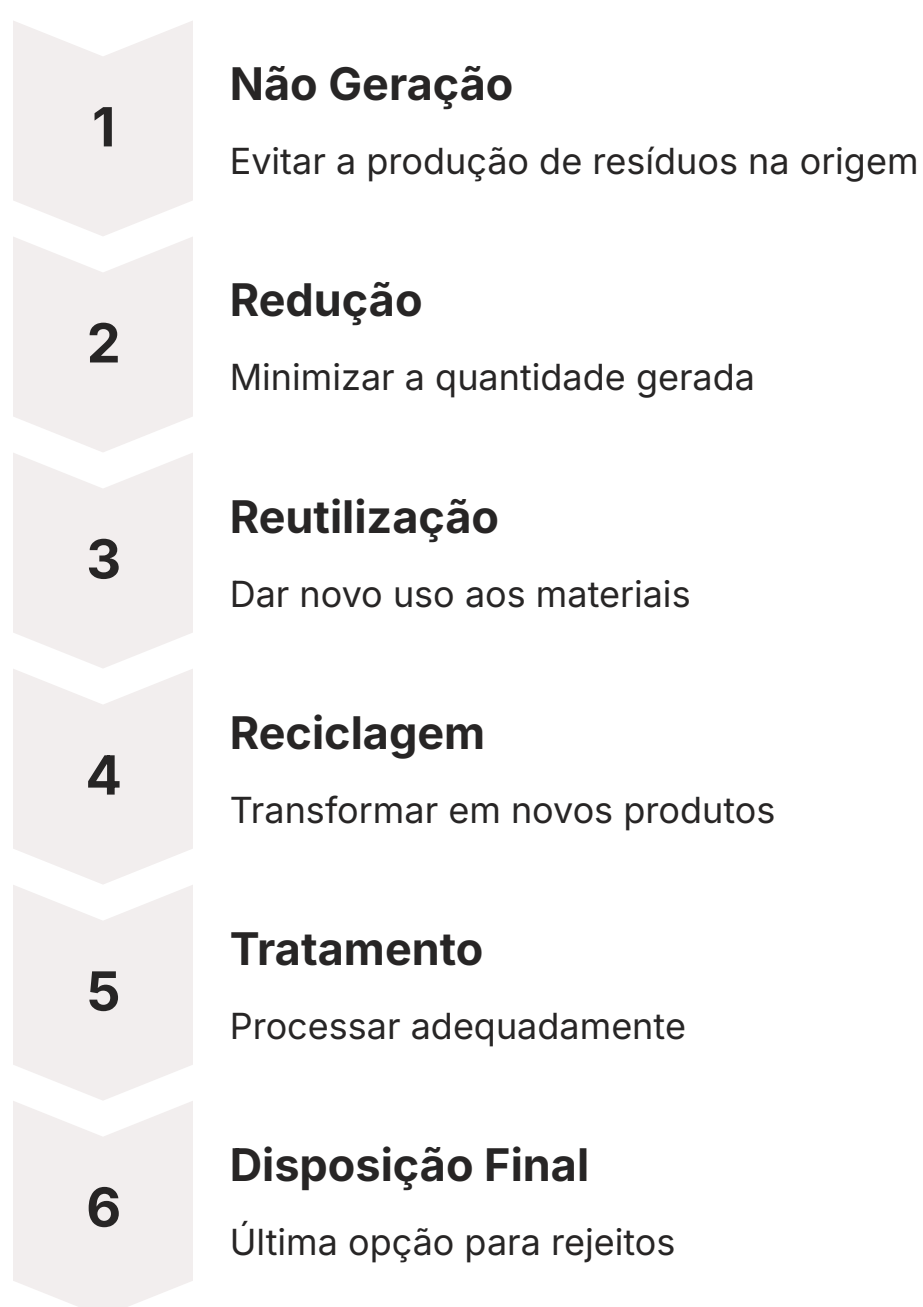 1
Não Geração
Evitar a produção de resíduos na origem
2
Redução
Minimizar a quantidade gerada
3
Reutilização
Dar novo uso aos materiais
4
Reciclagem
Transformar em novos produtos
5
Tratamento
Processar adequadamente
6
Disposição Final
Última opção para rejeitos